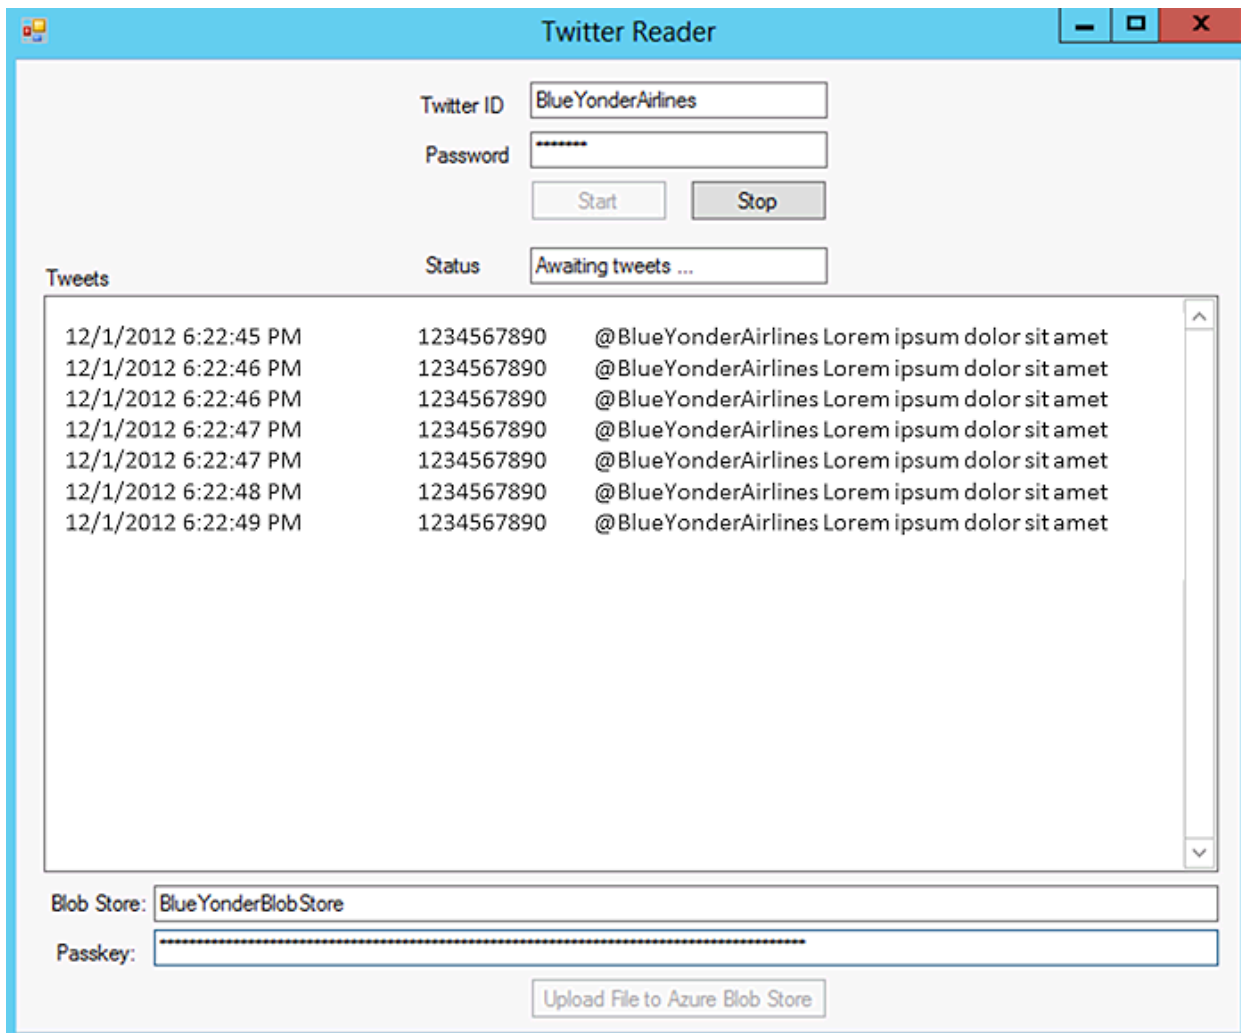 Twitter Reader
Twitter ID BlueYonderAirlines
Password *******
Start Stop
Status Awaiting tweets ...
Tweets
12/1/2012 6:22:45 PM 1234567890 @BlueYonderAirlines Lorem ipsum dolor sit amet
12/1/2012 6:22:46 PM 1234567890 @BlueYonderAirlines Lorem ipsum dolor sit amet
12/1/2012 6:22:46 PM 1234567890 @BlueYonderAirlines Lorem ipsum dolor sit amet
12/1/2012 6:22:47 PM 1234567890 @BlueYonderAirlines Lorem ipsum dolor sit amet
12/1/2012 6:22:47 PM 1234567890 @BlueYonderAirlines Lorem ipsum dolor sit amet
12/1/2012 6:22:48 PM 1234567890 @BlueYonderAirlines Lorem ipsum dolor sit amet
12/1/2012 6:22:49 PM 1234567890 @BlueYonderAirlines Lorem ipsum dolor sit amet
Blob Store: BlueYonderBlobStore
Passkey:
Upload File to Azure Blob Store